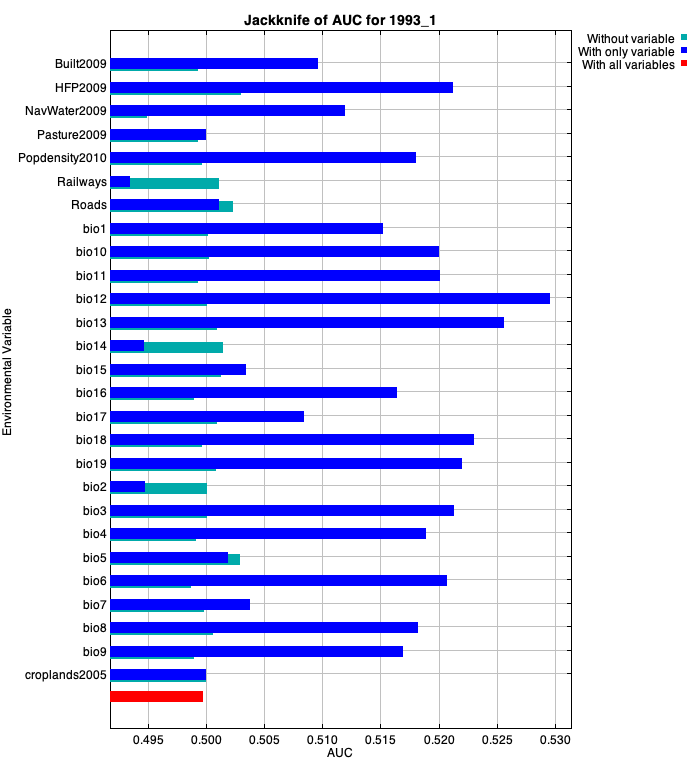 Jackknife of AUC for 1993_1
Without variable
With only variable
With all variables
Environmental Variable
Built2009
HFP2009
NavWater2009
Pasture2009
Popdensity2010
Railways
Roads
bio1
bio10
bio11
bio12
bio13
bio14
bio15
bio16
bio17
bio18
bio19
bio2
bio3
bio4
bio5
bio6
bio7
bio8
bio9
croplands2005
0.495 0.500 0.505 0.510 0.515 0.520 0.525 0.530
AUC